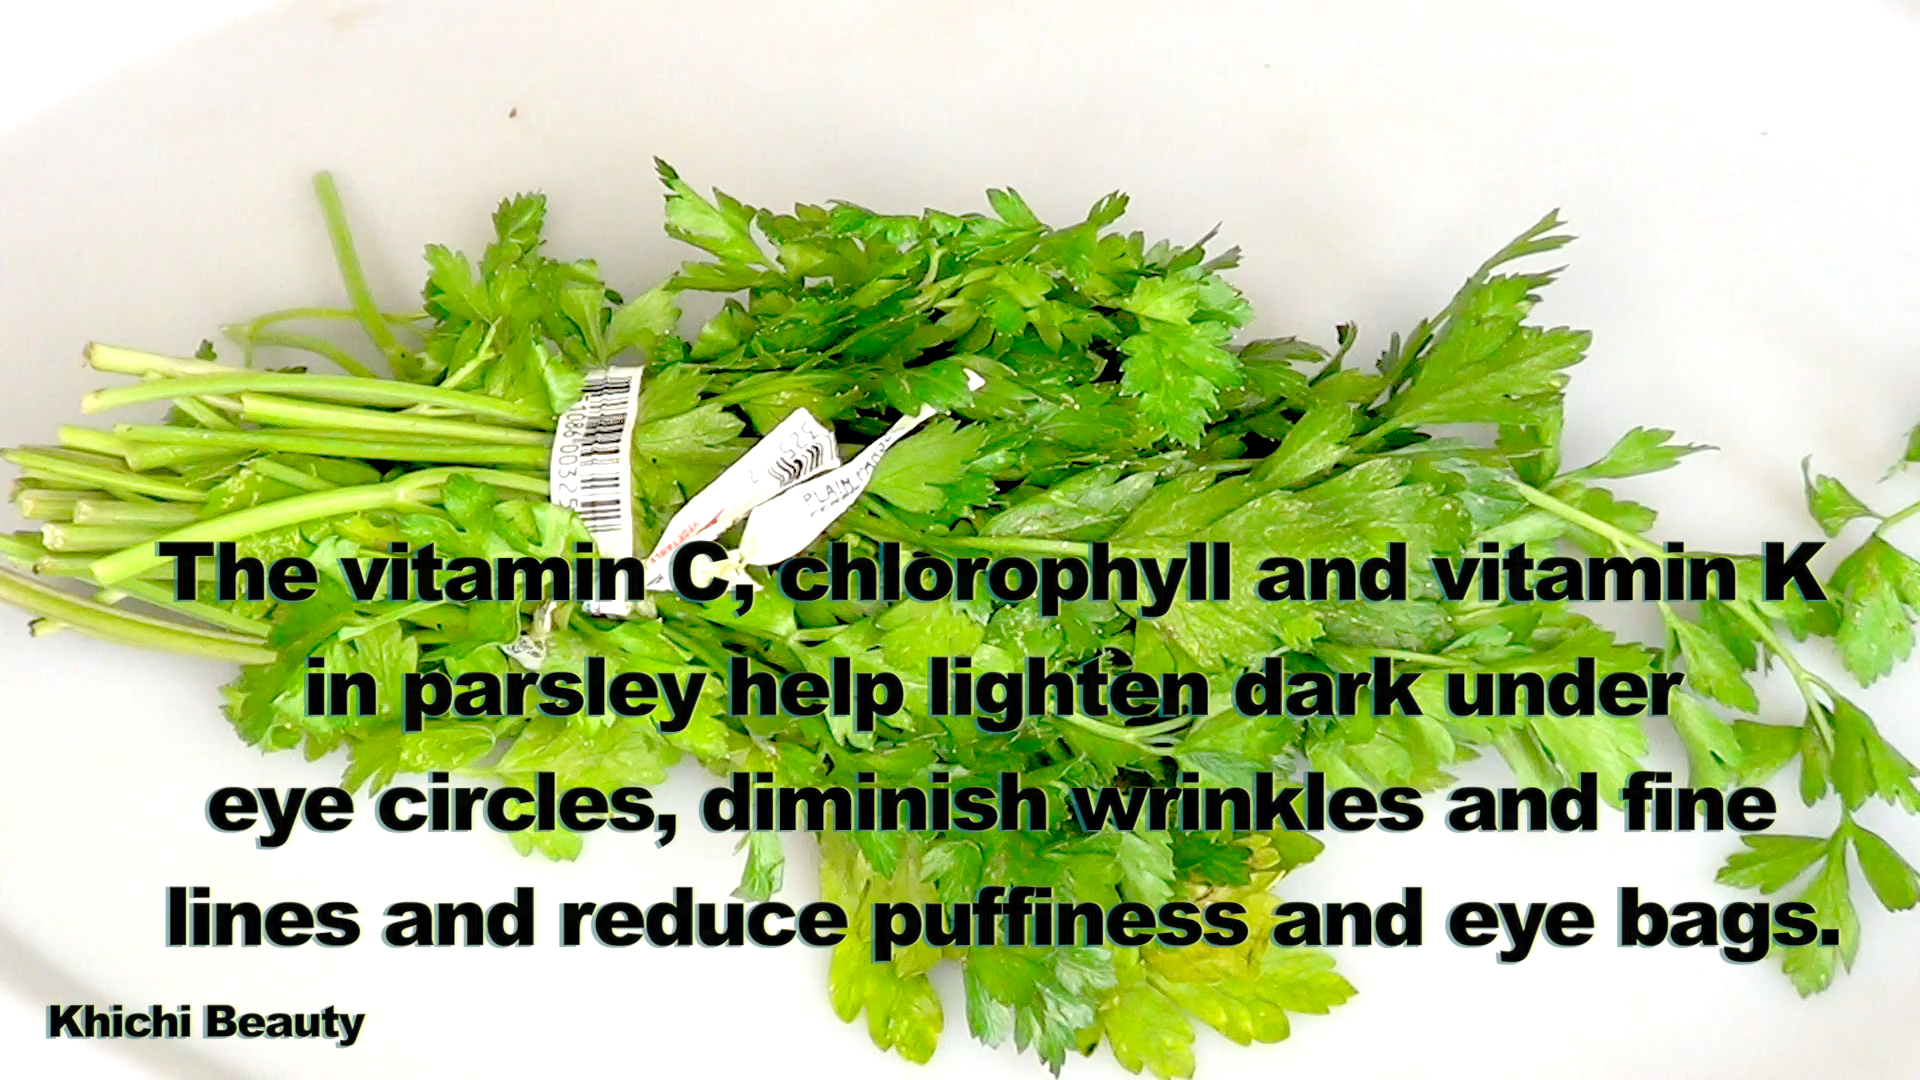 PLAIN
The vitamin C, chlorophyll and vitamin K
in parsley help lighten dark under
eye circles, diminish wrinkles and fine
lines and reduce puffiness and eye bags.
Khichi Beauty